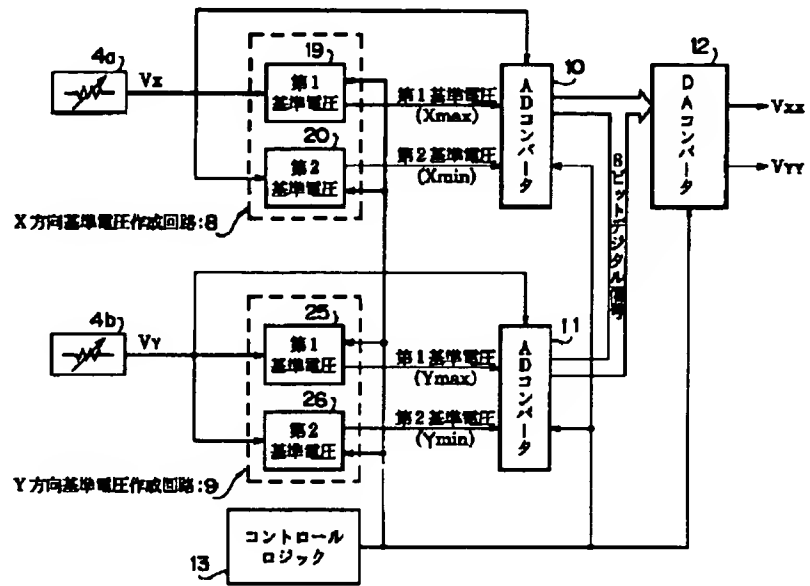 4a
Vx
19
第1
基準電圧
第1基準電圧
(Xmax)
10
ADコンバータ
12
DAコンバータ
Vxx
VYY
20
第2
基準電圧
第2基準電圧
(Xmin)
X方向基準電圧作成回路:8
8ビットデジタル信号
4b
VY
25
第1
基準電圧
第1基準電圧
(Ymax)
11
ADコンバータ
26
第2
基準電圧
第2基準電圧
(Ymin)
Y方向基準電圧作成回路:9
コントロール
ロジック
13